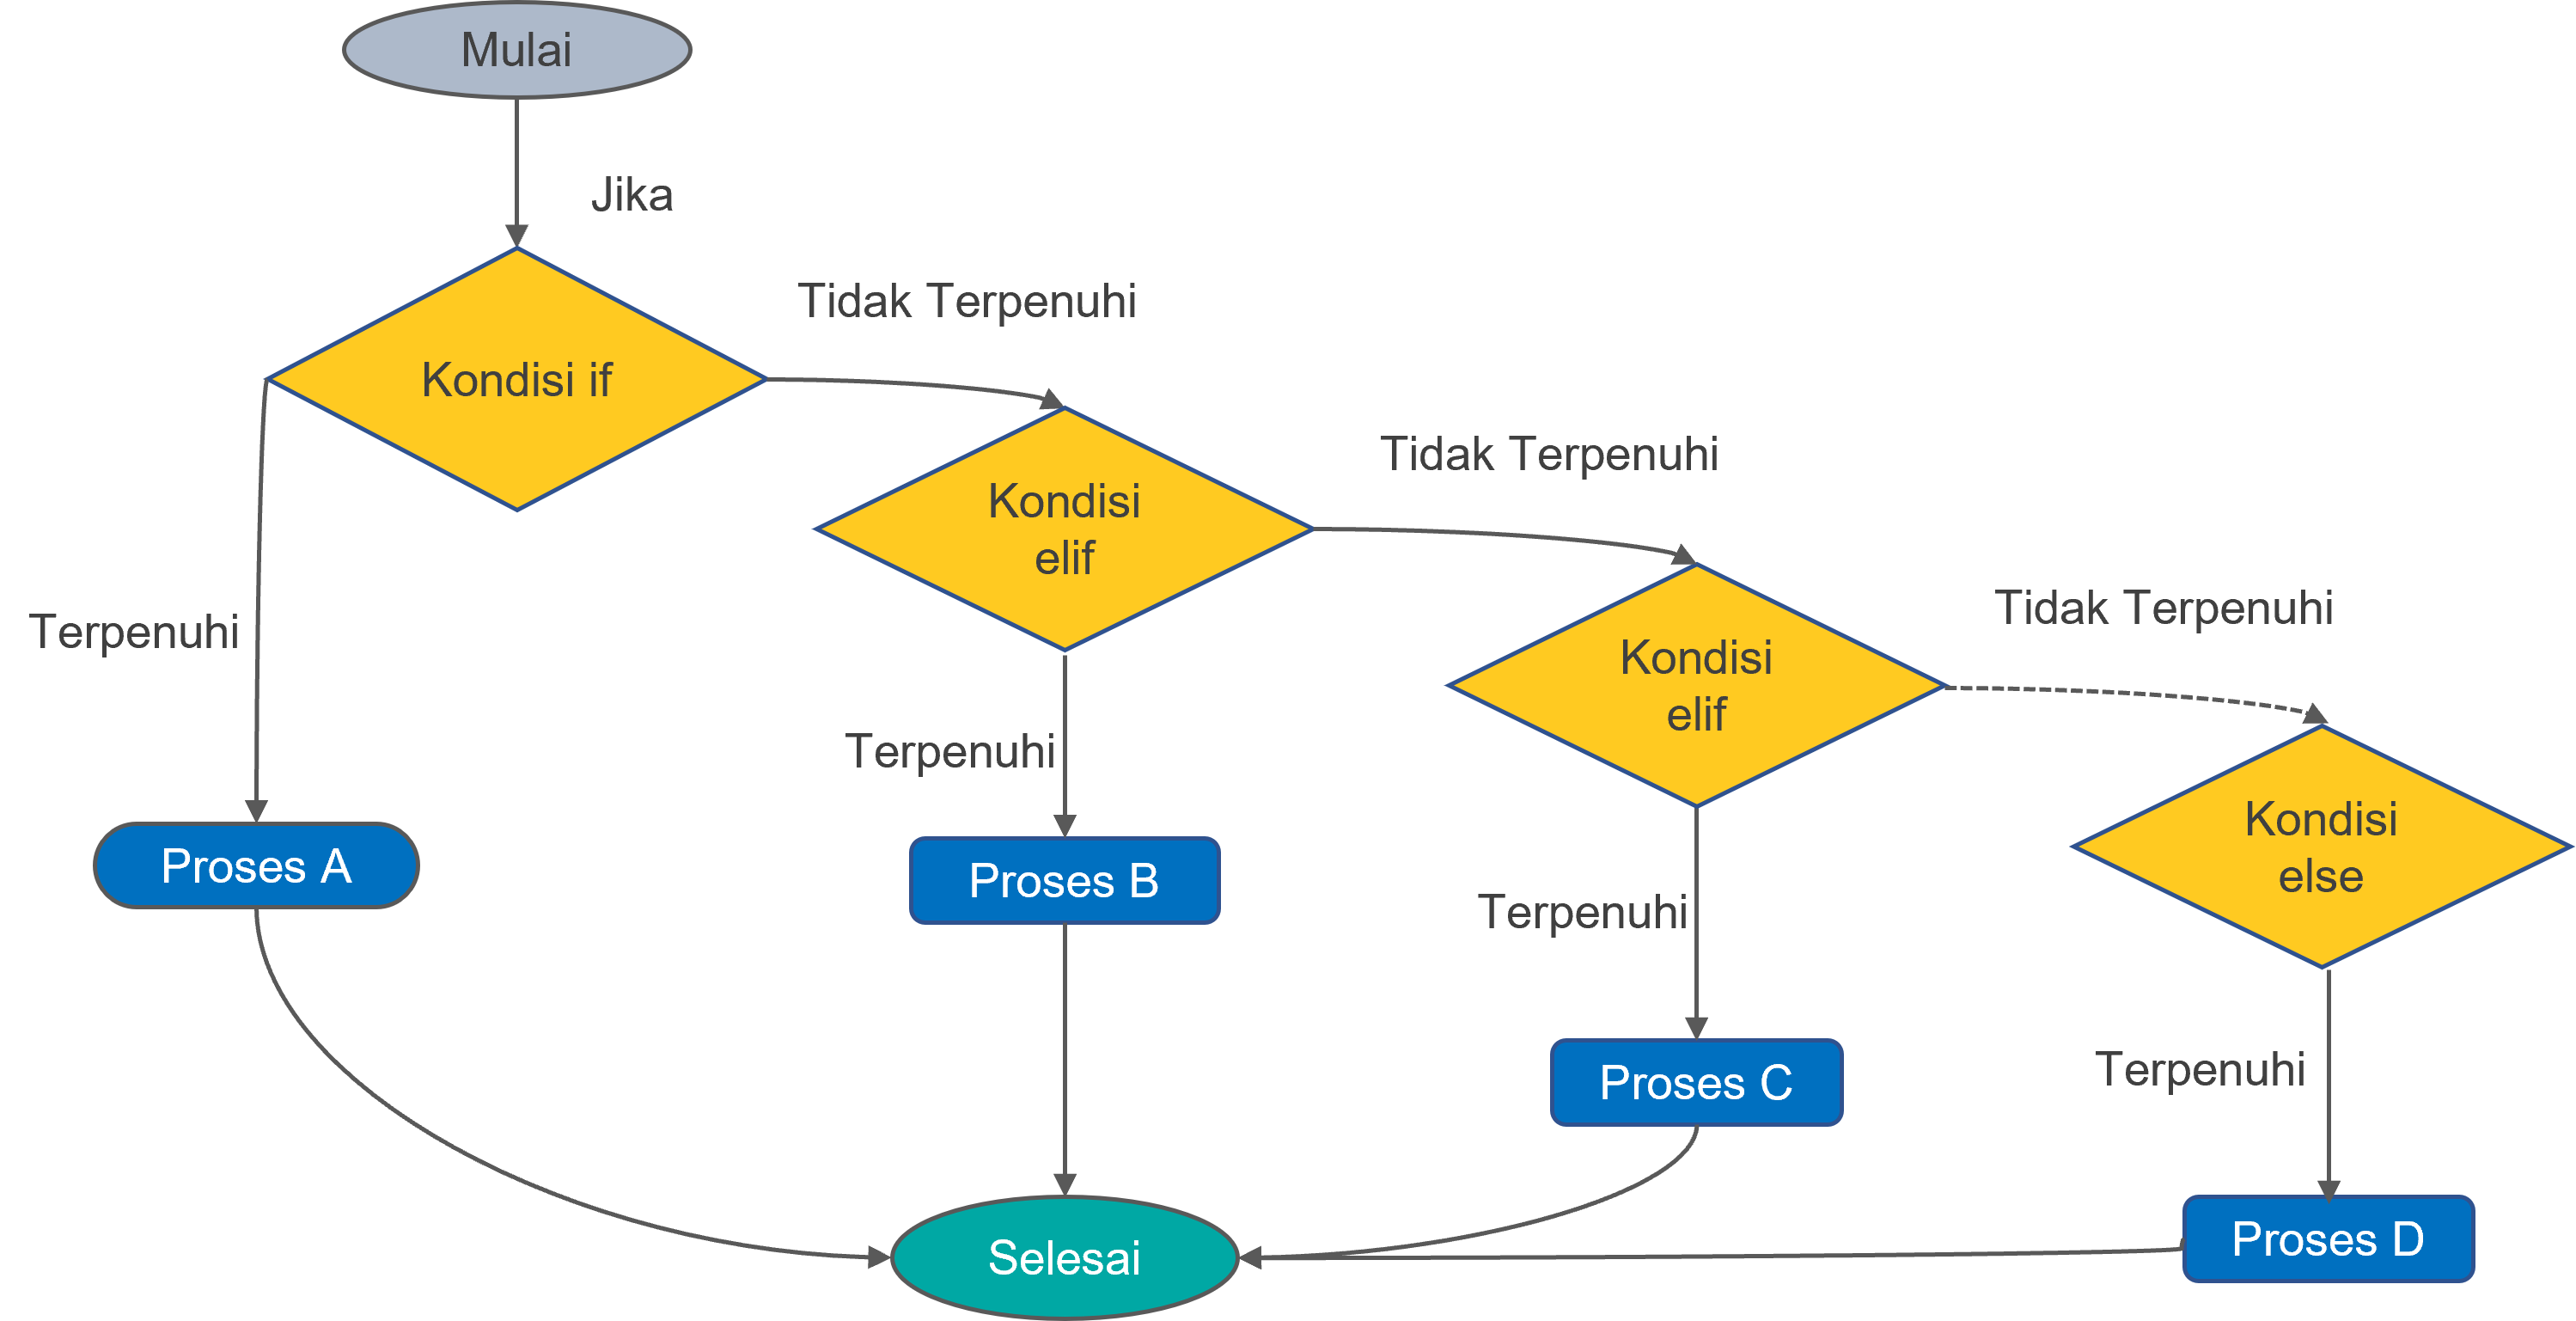 Mulai
Jika
Tidak Terpenuhi
Kondisi if
Tidak Terpenuhi
Kondisi
elif
Terpenuhi
Tidak Terpenuhi
Kondisi
elif
Terpenuhi
Kondisi
else
Proses A
Proses B
Terpenuhi
Terpenuhi
Proses C
Proses D
Selesai